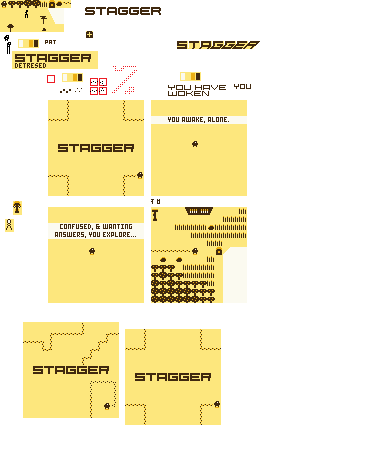 STAGGER
PRT
STAGGER
STAGGER
DETRESED
YOU HAVE
WOKEN
YOU
STAGGER
YOU AWAKE, ALONE.
CONFUSED, & WANTING
ANSWERS, YOU EXPLORE...
STAGGER
STAGGER